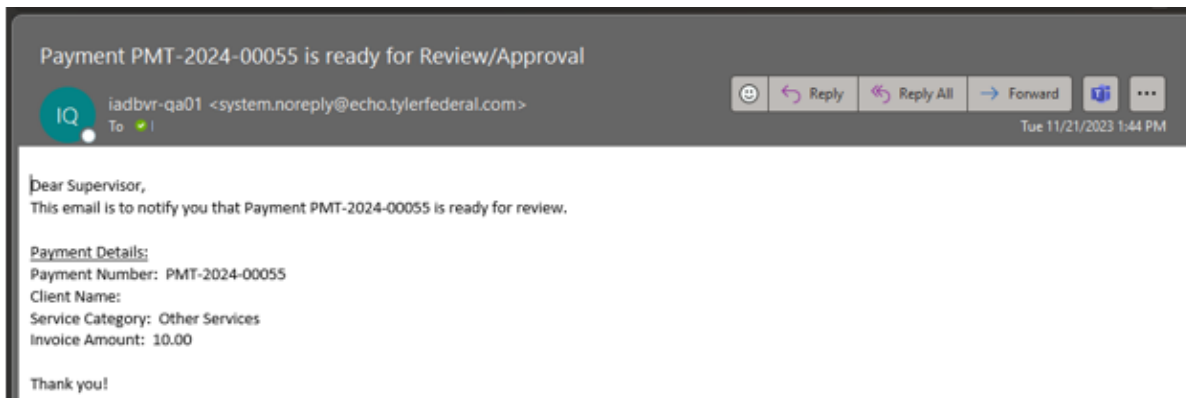 Payment PMT-2024-00055 is ready for Review/Approval
IQ
iadbvr-qa01 <system.noreply@echo.tylerfederal.com>
To
Reply
Reply All
Forward
Tue 11/21/2023 1:44 PM
Dear Supervisor,
This email is to notify you that Payment PMT-2024-00055 is ready for review.
Payment Details:
Payment Number: PMT-2024-00055
Client Name:
Service Category: Other Services
Invoice Amount: 10.00
Thank you!